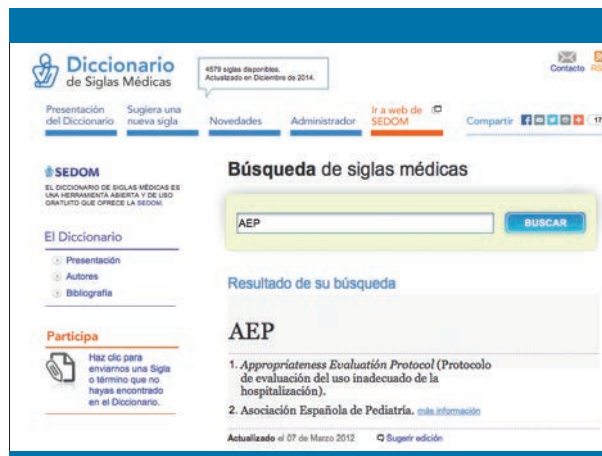 Diccionario
de Siglas Médicas
4579 siglas disponibles.
Actualizado en Diciembre de 2014.
Contacto
Presentación
del Diccionario
Sugiera una
nueva sigla
Novedades
Administrador
Ir a web de
SEDOM
Compartir
17
SEDOM
EL DICCIONARIO DE SIGLAS MÉDICAS ES
UNA HERRAMIENTA ABIERTA Y DE USO
GRATUITO QUE OFRECE LA SEDOM.
El Diccionario
Presentación
Autores
Bibliografía
Participa
Haz clic para
enviarnos una Sigla
o término que no
hayas encontrado
en el Diccionario.
Búsqueda de siglas médicas
AEP
BUSCAR
Resultado de su búsqueda
AEP
1. Appropriateness Evaluation Protocol (Protocolo
de evaluación del uso inadecuado de la
hospitalización).
2. Asociación Española de Pediatría. más información
Actualizado el 07 de Marzo 2012
Sugerir edición